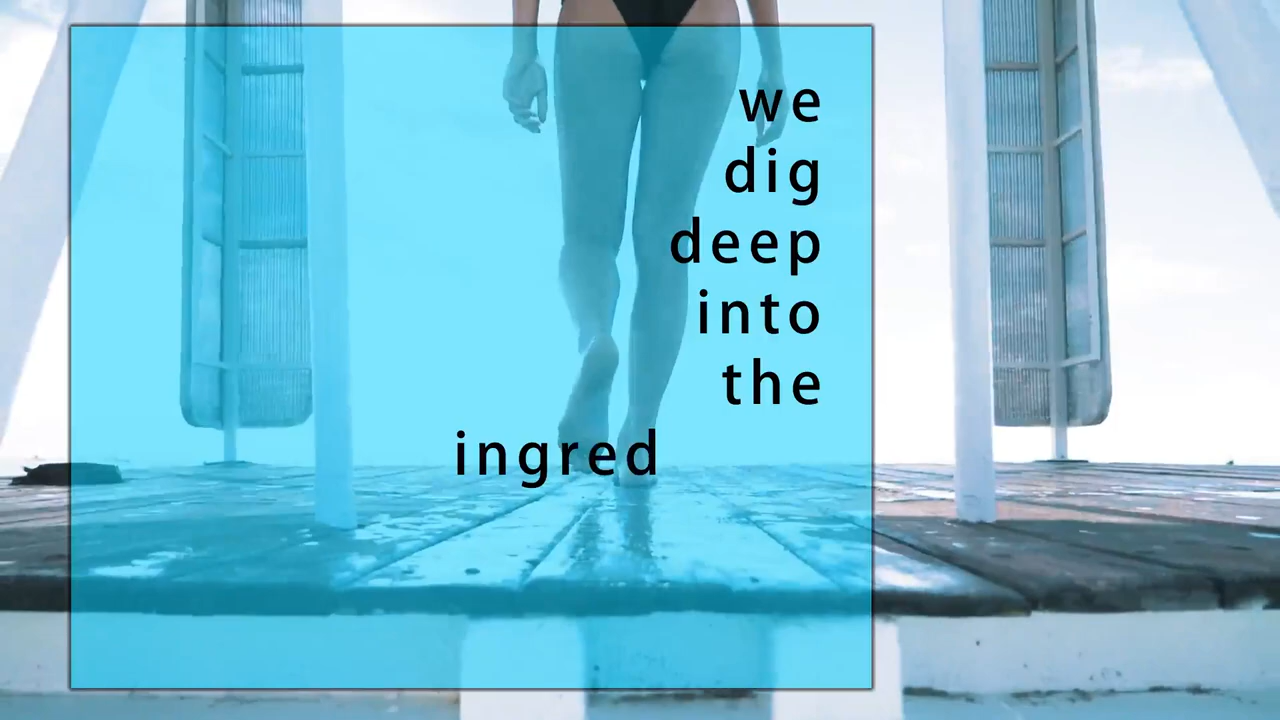 we
dig
deep
into
the
ingred